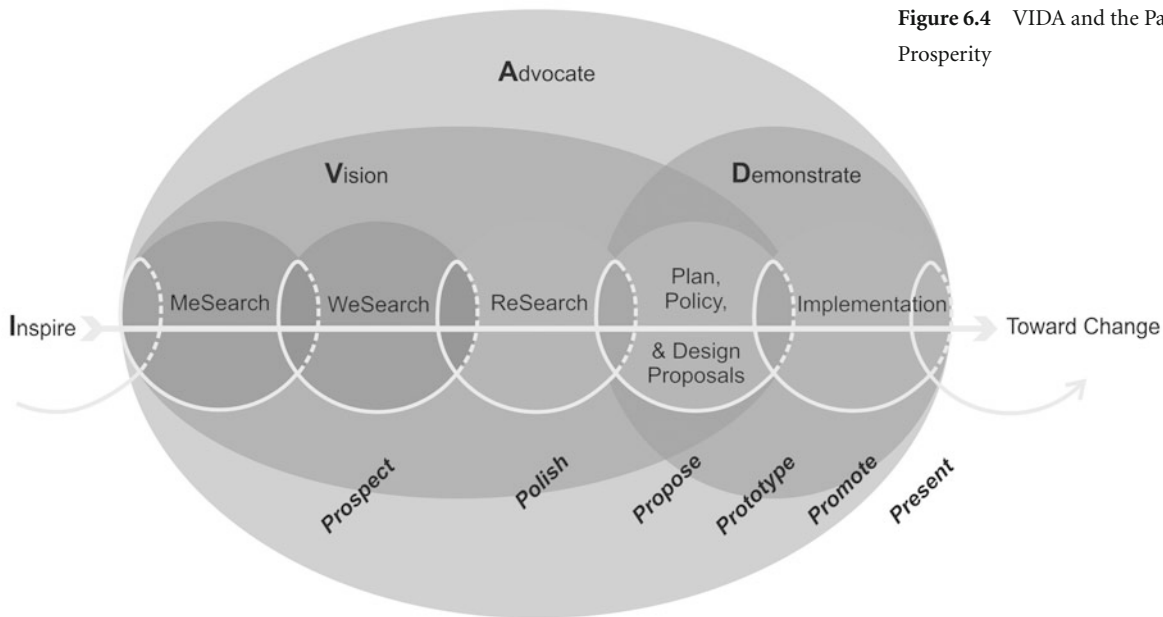 Figure 6.4 VIDA and the Pa
Prosperity
Advocate
Vision
Demonstrate
Inspire
MeSearch
WeSearch
ReSearch
Plan,
Policy,
& Design
Proposals
Implementation
Toward Change
Prospect
Polish
Propose
Prototype
Promote
Present